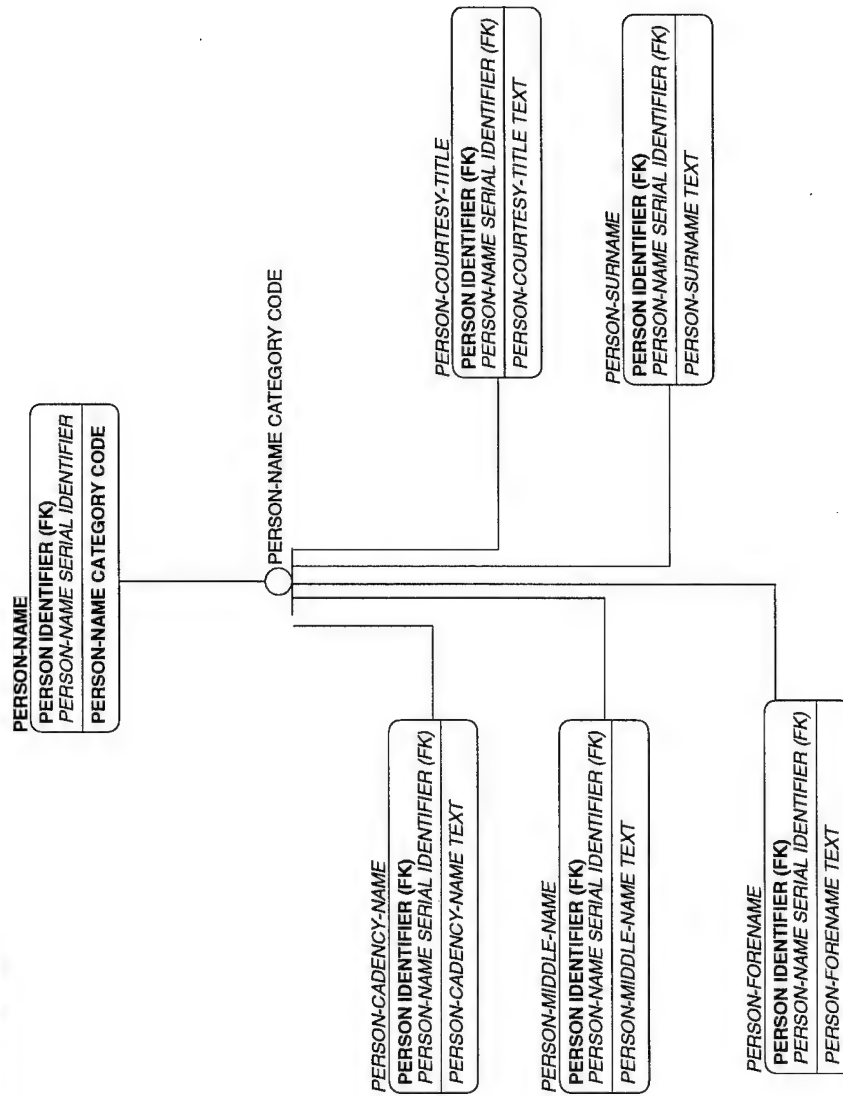 PERSON-NAME
PERSON IDENTIFIER (FK)
PERSON-NAME SERIAL IDENTIFIER
PERSON-NAME CATEGORY CODE
PERSON-NAME CATEGORY CODE
PERSON-CADENCY-NAME
PERSON IDENTIFIER (FK)
PERSON-NAME SERIAL IDENTIFIER (FK)
PERSON-CADENCY-NAME TEXT
PERSON-COURTESY-TITLE
PERSON IDENTIFIER (FK)
PERSON-NAME SERIAL IDENTIFIER (FK)
PERSON-COURTESY-TITLE TEXT
PERSON-MIDDLE-NAME
PERSON IDENTIFIER (FK)
PERSON-NAME SERIAL IDENTIFIER (FK)
PERSON-MIDDLE-NAME TEXT
PERSON-SURNAME
PERSON IDENTIFIER (FK)
PERSON-NAME SERIAL IDENTIFIER (FK)
PERSON-SURNAME TEXT
PERSON-FORENAME
PERSON IDENTIFIER (FK)
PERSON-NAME SERIAL IDENTIFIER (FK)
PERSON-FORENAME TEXT